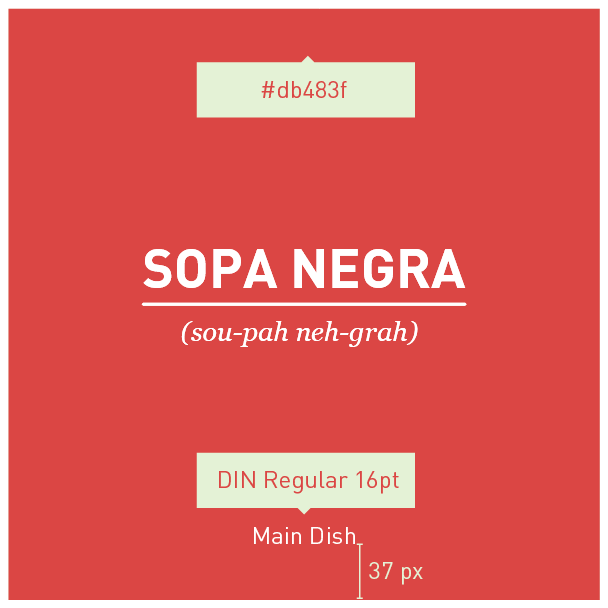 #db483f
SOPA NEGRA
(sou-pah neh-grah)
DIN Regular 16pt
Main Dish
37 px